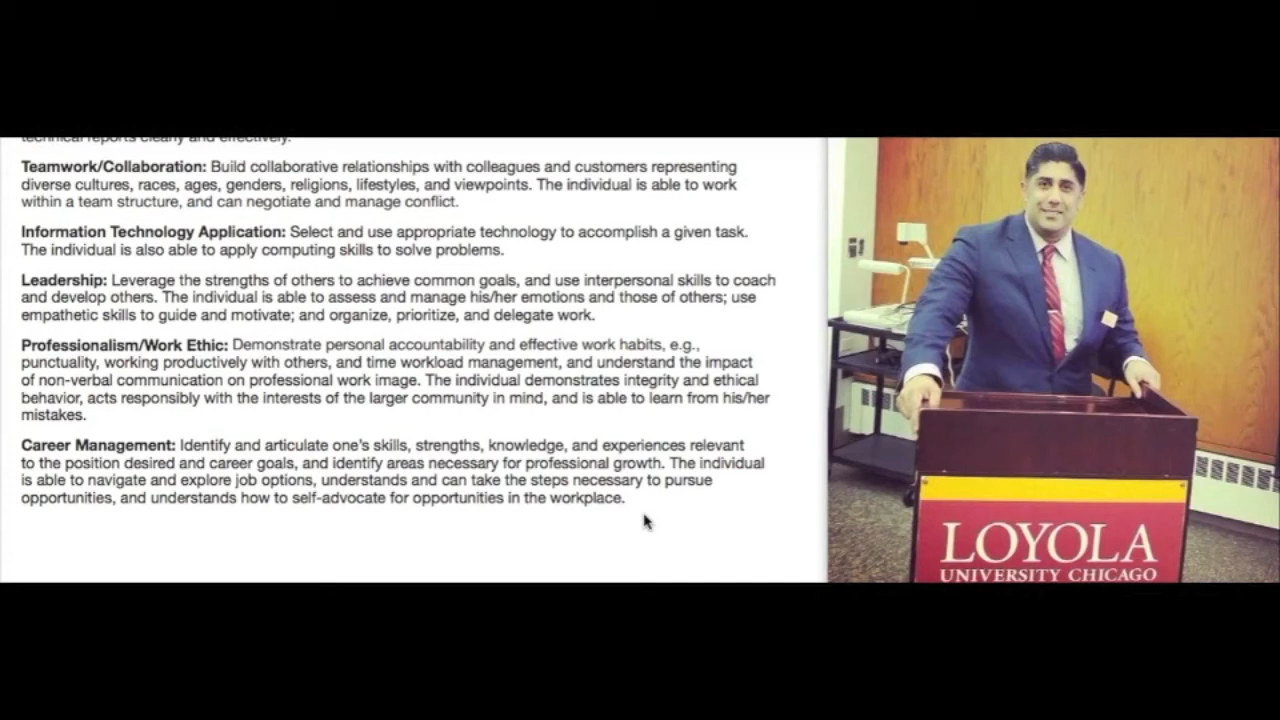 technical reports clearly and effectively.
Teamwork/Collaboration: Build collaborative relationships with colleagues and customers representing
diverse cultures, races, ages, genders, religions, lifestyles, and viewpoints. The individual is able to work
within a team structure, and can negotiate and manage conflict.
Information Technology Application: Select and use appropriate technology to accomplish a given task.
The individual is also able to apply computing skills to solve problems.
Leadership: Leverage the strengths of others to achieve common goals, and use interpersonal skills to coach
and develop others. The individual is able to assess and manage his/her emotions and those of others; use
empathetic skills to guide and motivate; and organize, prioritize, and delegate work.
Professionalism/Work Ethic: Demonstrate personal accountability and effective work habits, e.g.,
punctuality, working productively with others, and time workload management, and understand the impact
of non-verbal communication on professional work image. The individual demonstrates integrity and ethical
behavior, acts responsibly with the interests of the larger community in mind, and is able to learn from his/her
mistakes.
Career Management: Identify and articulate one's skills, strengths, knowledge, and experiences relevant
to the position desired and career goals, and identify areas necessary for professional growth. The individual
is able to navigate and explore job options, understands and can take the steps necessary to pursue
opportunities, and understands how to self-advocate for opportunities in the workplace.
LOYOLA
UNIVERSITY CHICAGO